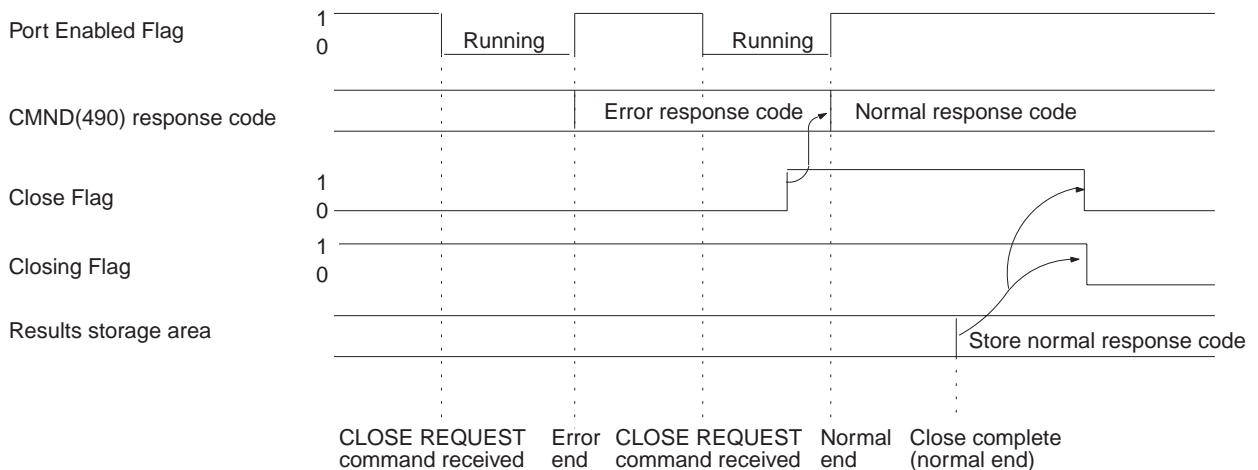 Port Enabled Flag
1
0
Running
Running
CMND(490) response code
Error response code
Normal response code
Close Flag
1
0
Closing Flag
1
0
Results storage area
Store normal response code
CLOSE REQUEST
command received
Error
end
CLOSE REQUEST
command received
Normal
end
Close complete
(normal end)